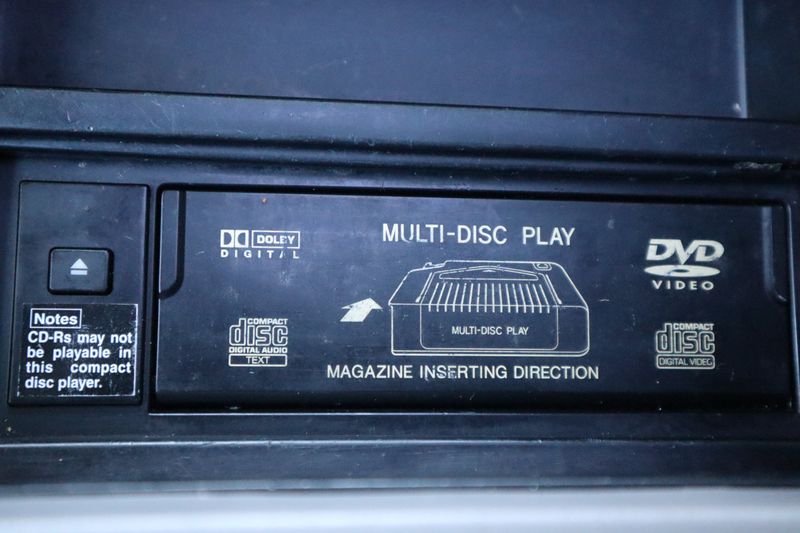 DOLBY
DIGITAL
MULTI-DISC PLAY
DVD
VIDEO
Notes
CD-Rs may not
be playable in
this compact
disc player.
COMPACT
disc
DIGITAL AUDIO
TEXT
MULTI-DISC PLAY
MAGAZINE INSERTING DIRECTION
COMPACT
disc
DIGITAL VIDEO